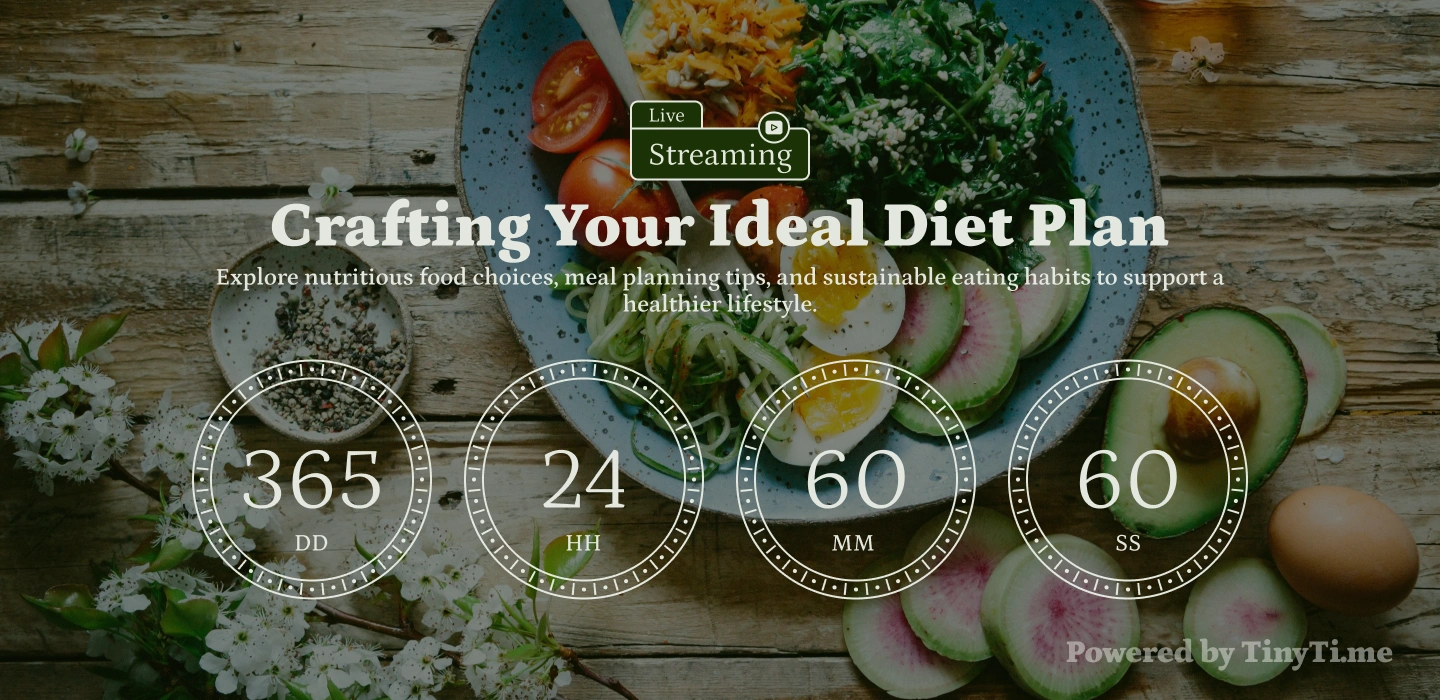 Live
Streaming
Crafting Your Ideal Diet Plan
Explore nutritious food choices, meal planning tips, and sustainable eating habits to support a
healthier lifestyle.
365 24 60 60
DD HH MM SS
Powered by TinyTi.me